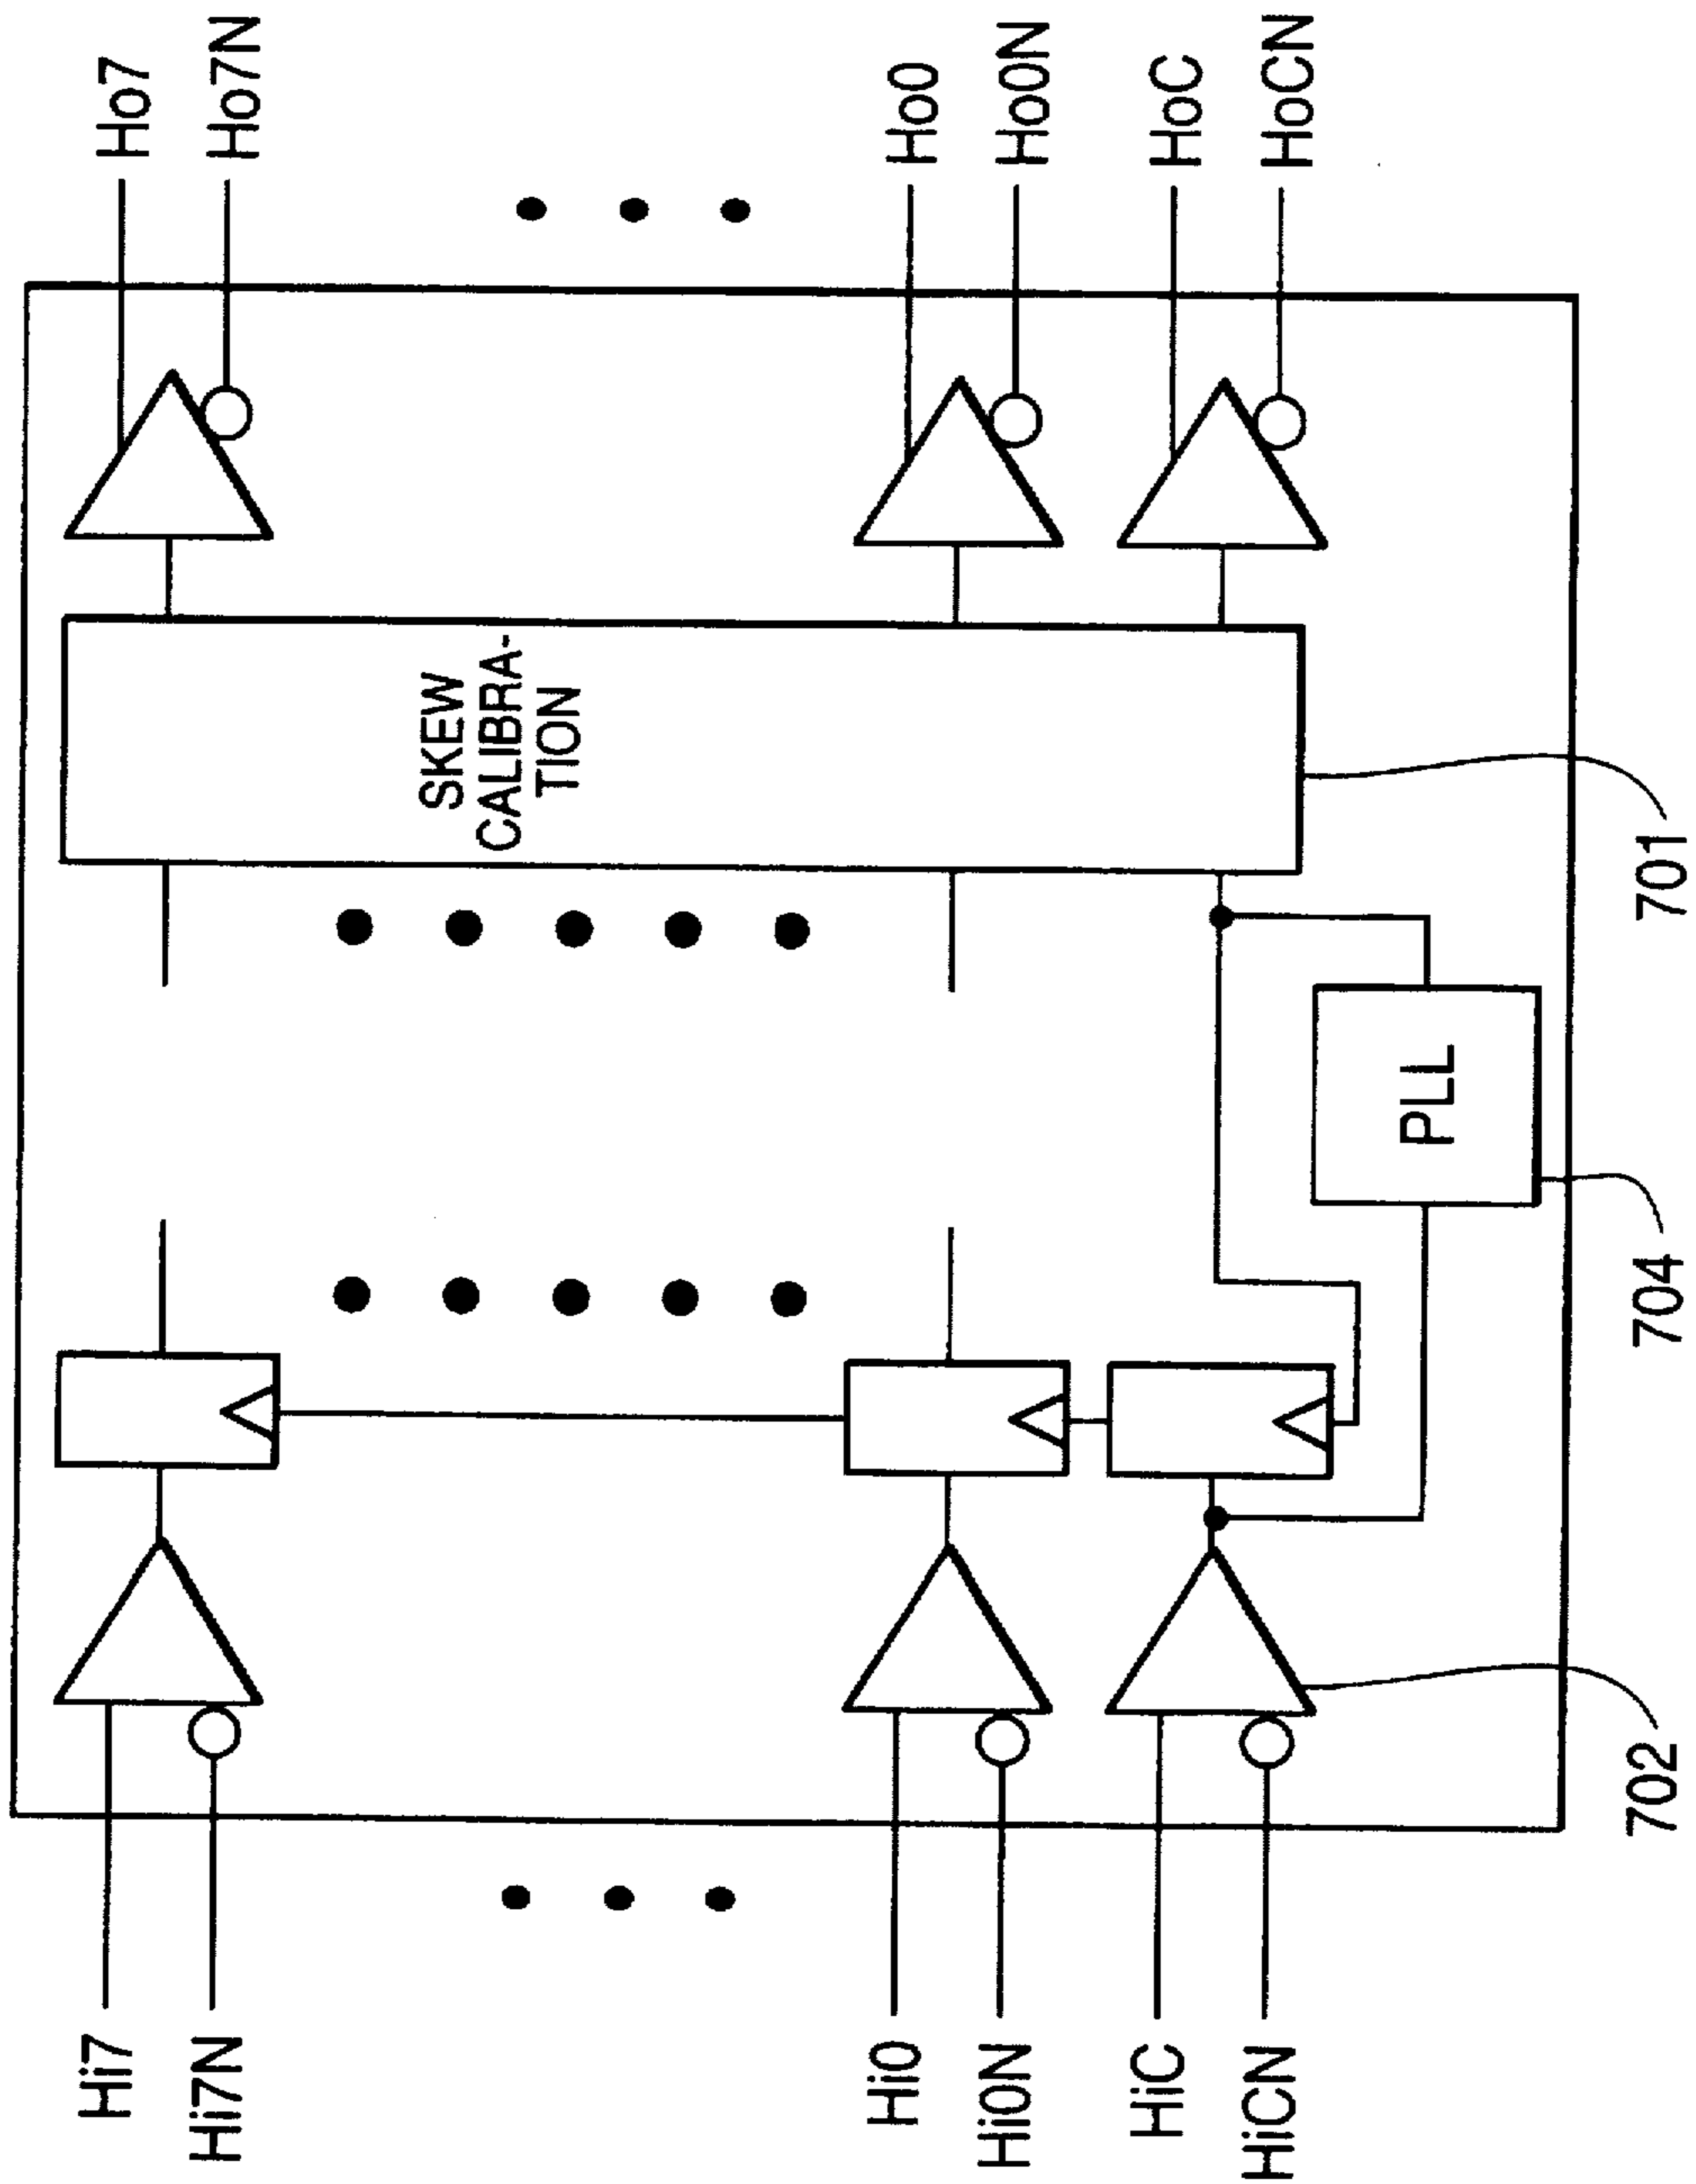 Hi7
Hi7N
Hi0
Hi0N
HiC
HiCN
702
704
PLL
701
SKEW
CALIBRA-
TION
Ho7
Ho7N
Ho0
Ho0N
HoC
HoCN